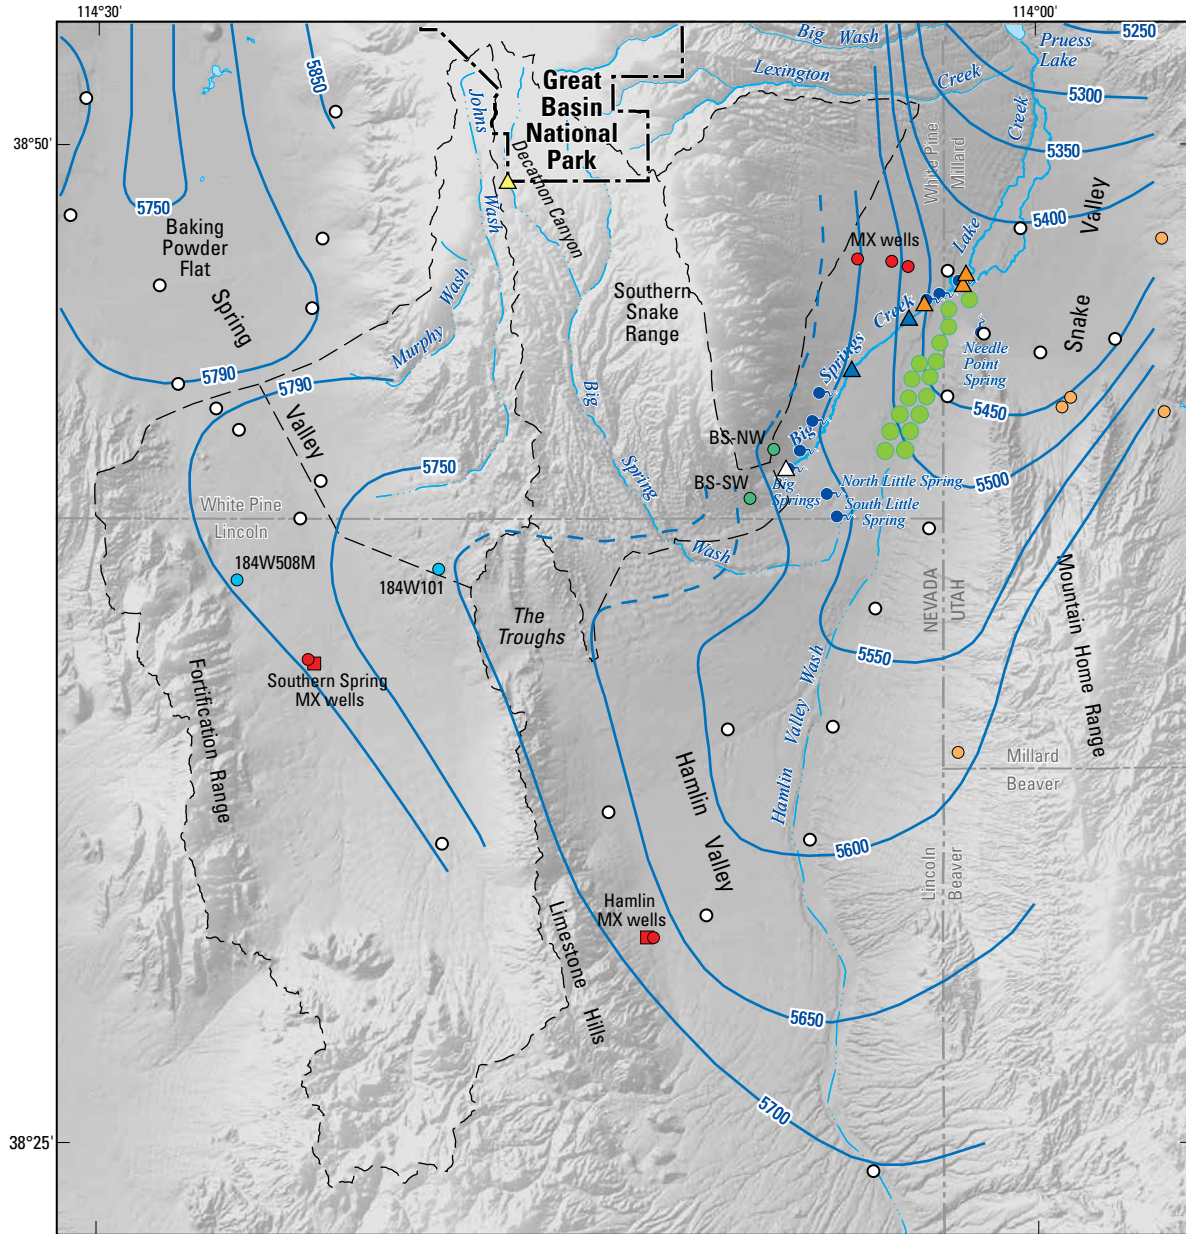 114°30'
114°00'
5250
Big Wash
Pruess
Lake
5850
Great
Basin
National
Park
Lexington
Creek
5300
Johns
Wash
Creek
38°50'
Decathon Canyon
White Pine
Millard
5350
5750
5400
Valley
Baking
Powder
Flat
Lake
MX wells
Spring
Wash
Southern
Snake
Range
Creek
Snake
Murphy
Springs
Needle
Point
Spring
5790
5790
Big
5450
Valley
BS-NW
Big
5750
Spring
BS-SW
Big
Springs
North Little Spring
5500
South Little
Spring
White Pine
Lincoln
Wash
184W508M
184W101
NEVADA
UTAH
Mountain Home Range
The
Troughs
5550
Southern Spring
MX wells
Fortification Range
Hamlin Valley Wash
Millard
Beaver
Hamlin Valley
5600
Lincoln
Beaver
Hamlin
MX wells
Limestone
Hills
5650
5700
38°25'